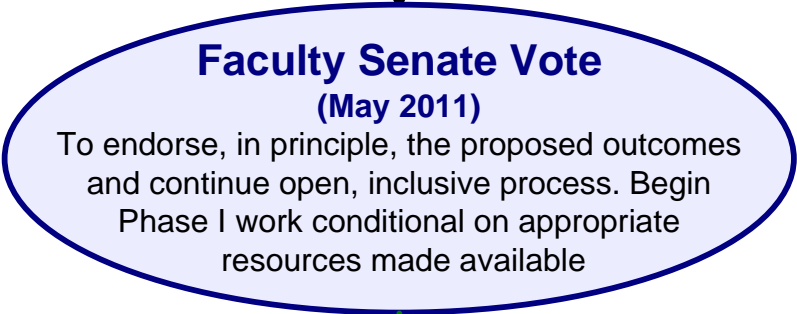 Faculty Senate Vote
(May 2011)
To endorse, in principle, the proposed outcomes
and continue open, inclusive process. Begin
Phase I work conditional on appropriate
resources made available